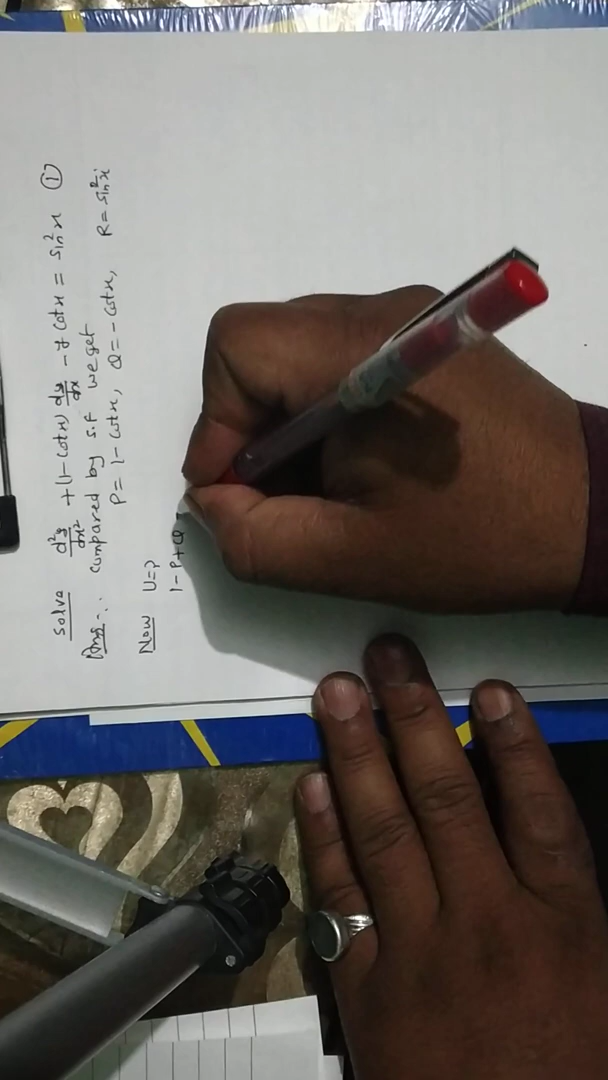 Solve d²y/dx² + (1-cotx) dy/dx - y cotx = sin²x ①
Ans:- compared by s.f we get
P = 1-cotx, Q = -cotx, R = sin²x
Now U=?
1-P+Q